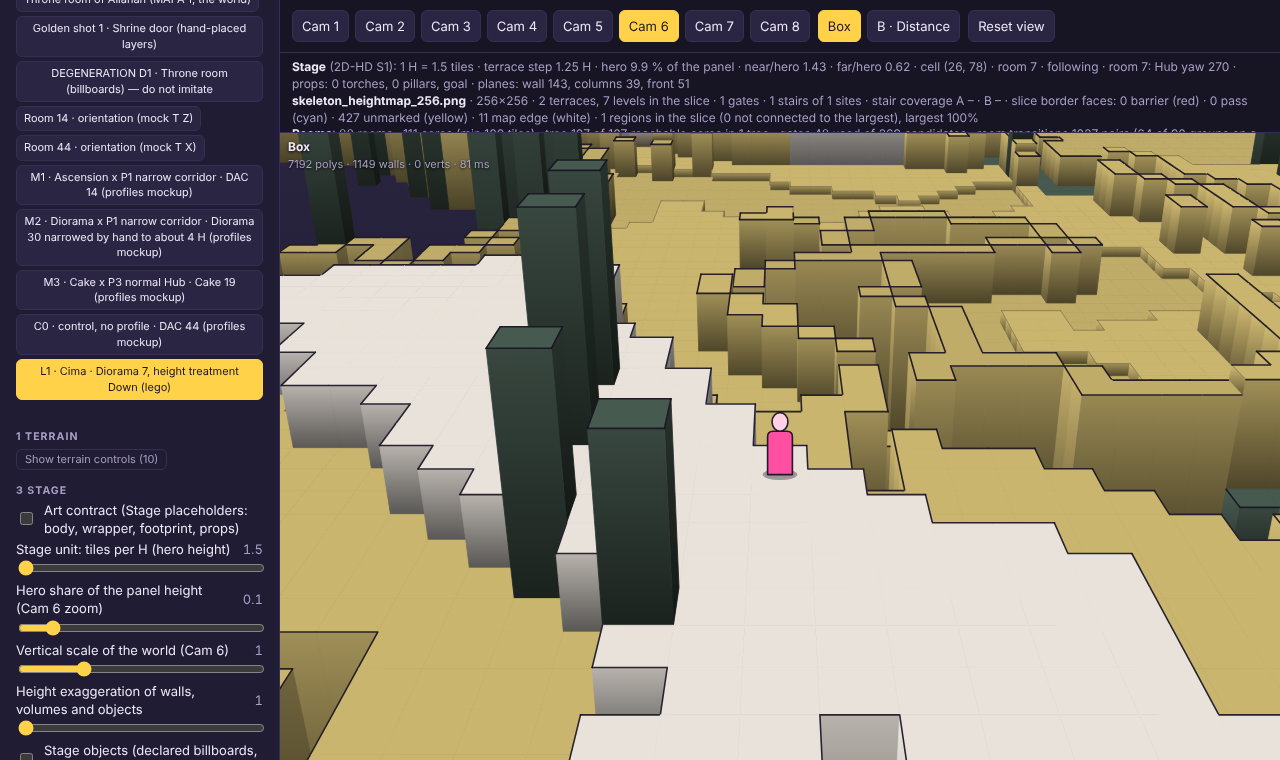 Throne room of Allarian (MAPA 1, the world)
Golden shot 1 · Shrine door (hand-placed
layers)
DEGENERATION D1 · Throne room
(billboards) — do not imitate
Room 14 · orientation (mock T Z)
Room 44 · orientation (mock T X)
M1 · Ascension x P1 narrow corridor · DAC
14 (profiles mockup)
M2 · Diorama x P1 narrow corridor · Diorama
30 narrowed by hand to about 4 H (profiles
mockup)
M3 · Cake x P3 normal Hub · Cake 19
(profiles mockup)
C0 · control, no profile · DAC 44 (profiles
mockup)
L1 · Cima · Diorama 7, height treatment
Down (lego)
1 TERRAIN
Show terrain controls (10)
3 STAGE
Art contract (Stage placeholders:
body, wrapper, footprint, props)
Stage unit: tiles per H (hero height) 1.5
Hero share of the panel height
(Cam 6 zoom) 0.1
Vertical scale of the world (Cam 6) 1
Height exaggeration of walls,
volumes and objects 1
Stage objects (declared billboards,
Cam 1 Cam 2 Cam 3 Cam 4 Cam 5 Cam 6 Cam 7 Cam 8 Box B · Distance Reset view
Stage (2D-HD S1): 1 H = 1.5 tiles · terrace step 1.25 H · hero 9.9 % of the panel · near/hero 1.43 · far/hero 0.62 · cell (26, 78) · room 7 · following · room 7: Hub yaw 270 ·
props: 0 torches, 0 pillars, goal · planes: wall 143, columns 39, front 51
skeleton_heightmap_256.png · 256×256 · 2 terraces, 7 levels in the slice · 1 gates · 1 stairs of 1 sites · stair coverage A – · B – · slice border faces: 0 barrier (red) · 0 pass
(cyan) · 427 unmarked (yellow) · 11 map edge (white) · 1 regions in the slice (0 not connected to the largest), largest 100%
Box
7192 polys · 1149 walls · 0 verts · 81 ms